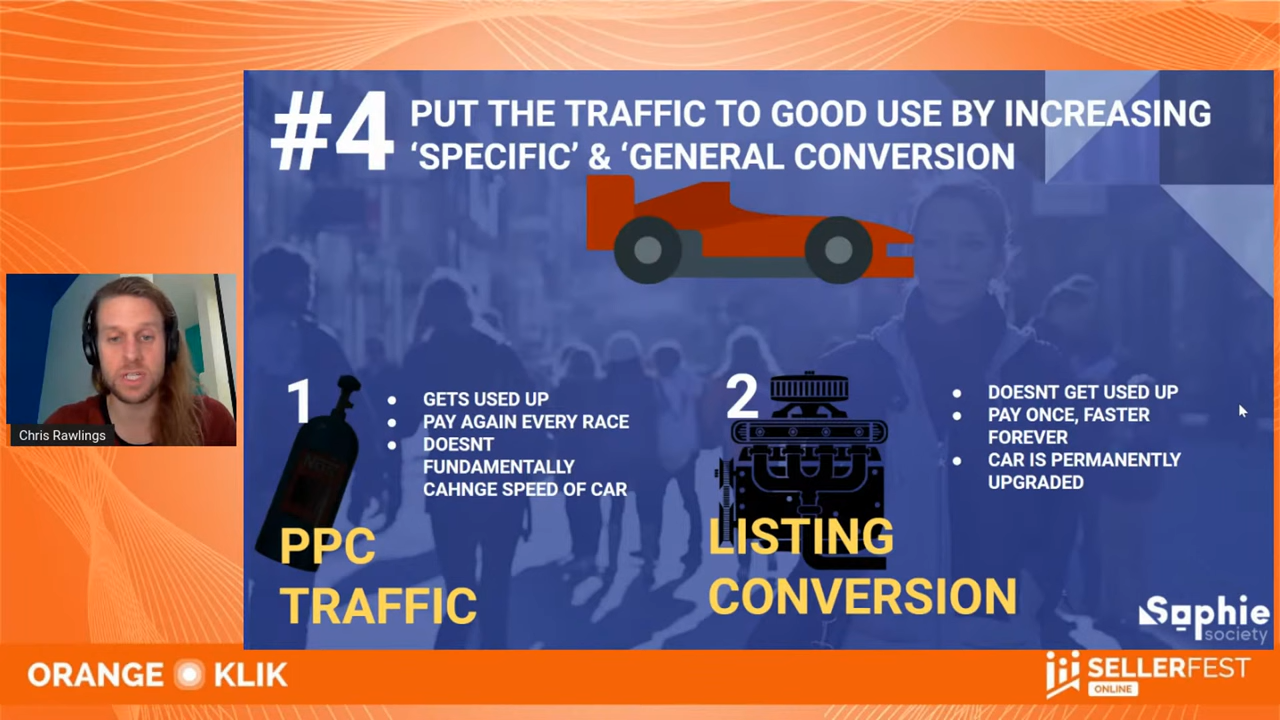 #4 PUT THE TRAFFIC TO GOOD USE BY INCREASING
‘SPECIFIC’ & ‘GENERAL CONVERSION
Chris Rawlings
1
● GETS USED UP
● PAY AGAIN EVERY RACE
● DOESNT
FUNDAMENTALLY
CAHNGE SPEED OF CAR
PPC
TRAFFIC
2
● DOESNT GET USED UP
● PAY ONCE, FASTER
FOREVER
● CAR IS PERMANENTLY
UPGRADED
LISTING
CONVERSION
Sophie
society
ORANGE KLIK
SELLERFEST
ONLINE